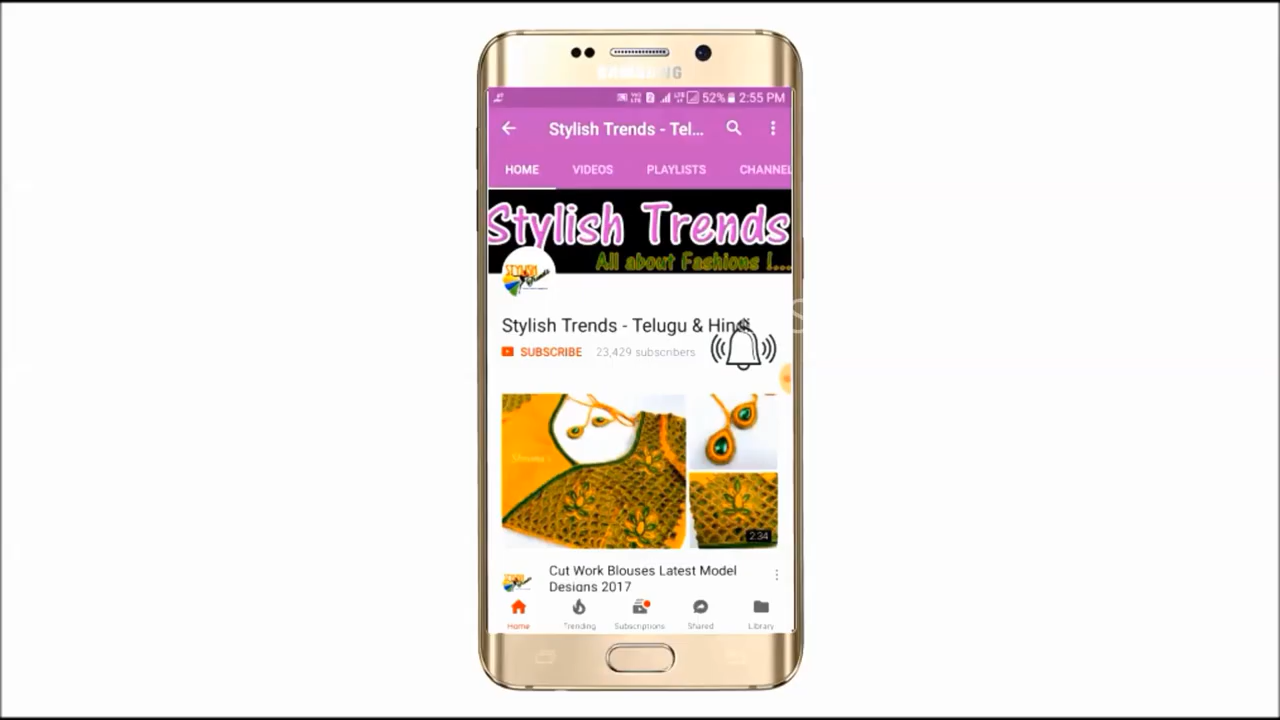 SAMSUNG
52% 2:55 PM
Stylish Trends - Tel...
HOME VIDEOS PLAYLISTS CHANNEL
Stylish Trends
All about Fashions !...
STYLISH
Stylish Trends - Telugu & Hindi
SUBSCRIBE 23,429 subscribers
S
2:34
Cut Work Blouses Latest Model
Designs 2017
Home Trending Subscriptions Shared Library